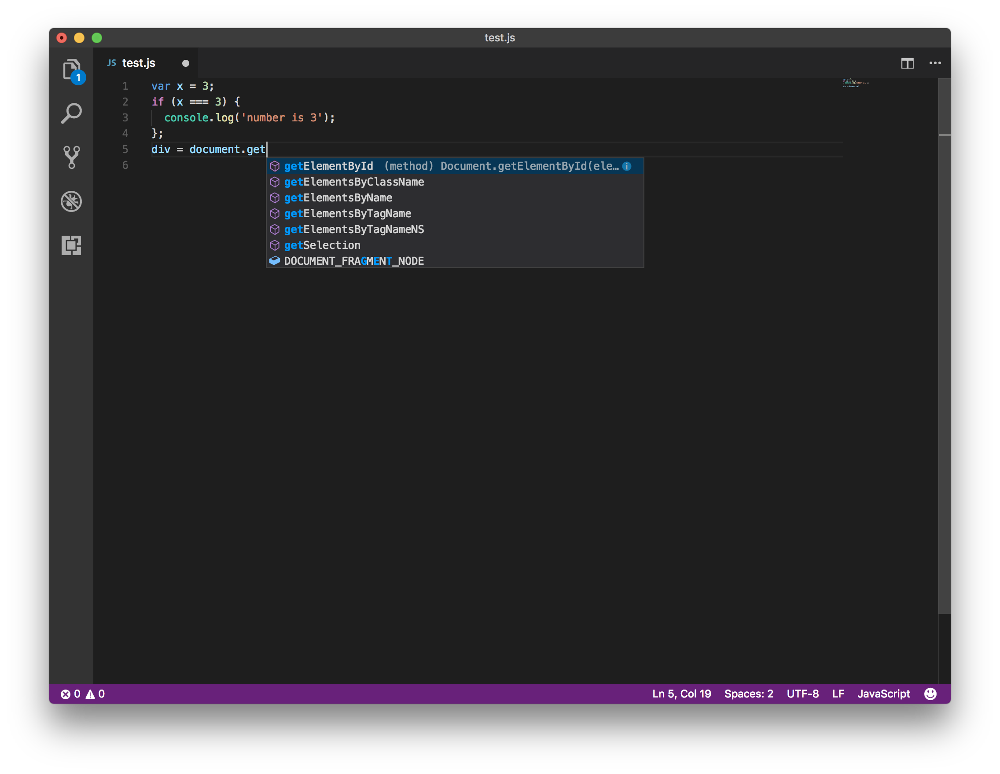 test.js
JS test.js
1
1 var x = 3;
2 if (x === 3) {
3 console.log('number is 3');
4 };
5 div = document.get
6
getElementById (method) Document.getElementById(ele…
getElementsByClassName
getElementsByName
getElementsByTagName
getElementsByTagNameNS
getSelection
DOCUMENT_FRAGMENT_NODE
0 0 Ln 5, Col 19 Spaces: 2 UTF-8 LF JavaScript